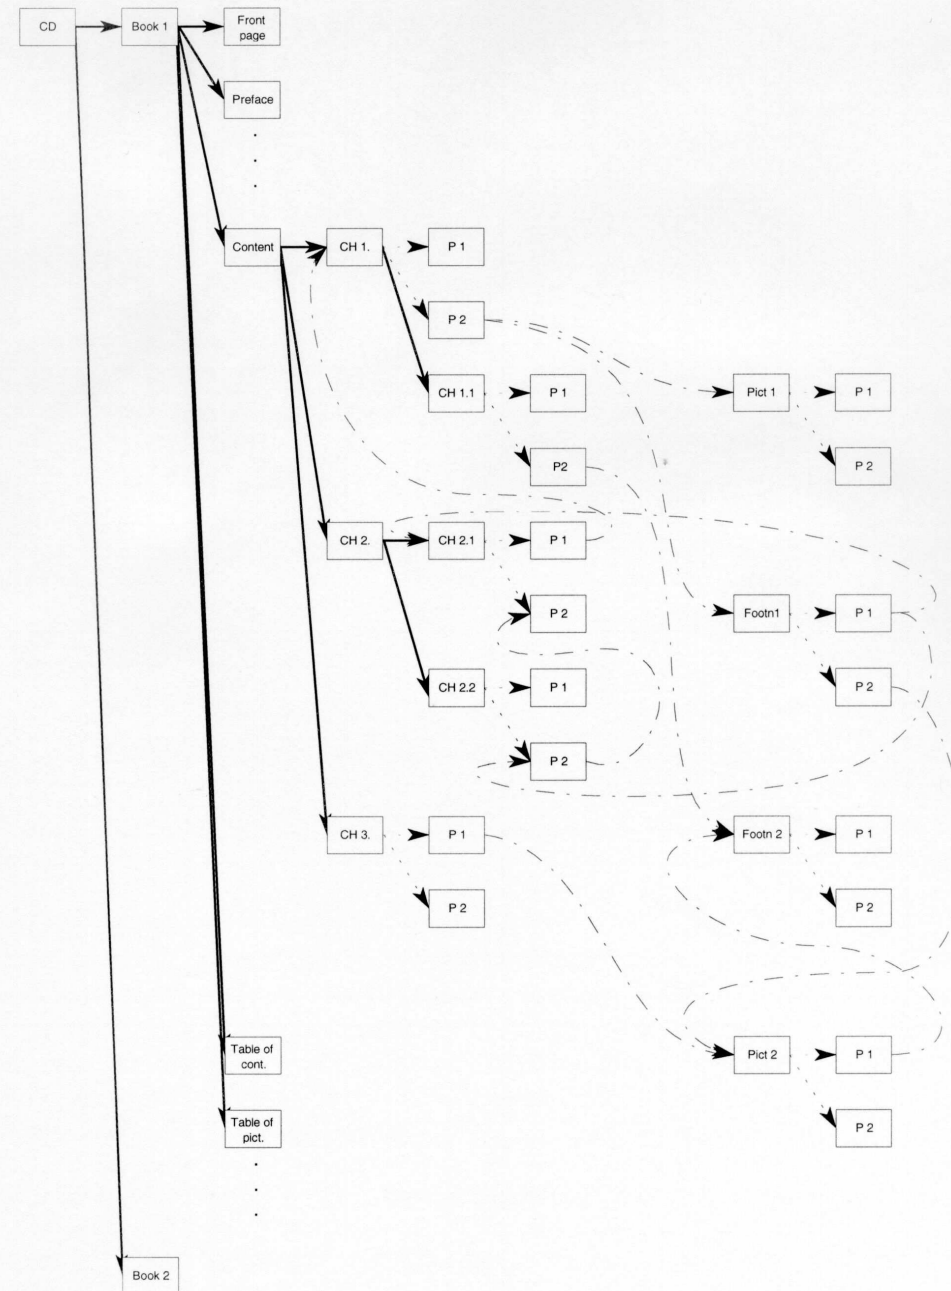 CD
Book 1
Front
page
Preface
Content
CH 1.
P 1
P 2
CH 1.1
P 1
Pict 1
P 1
P2
P 2
CH 2.
CH 2.1
P 1
P 2
Footn1
P 1
CH 2.2
P 1
P 2
P 2
CH 3.
P 1
Footn 2
P 1
P 2
P 2
Table of
cont.
Pict 2
P 1
Table of
pict.
P 2
Book 2